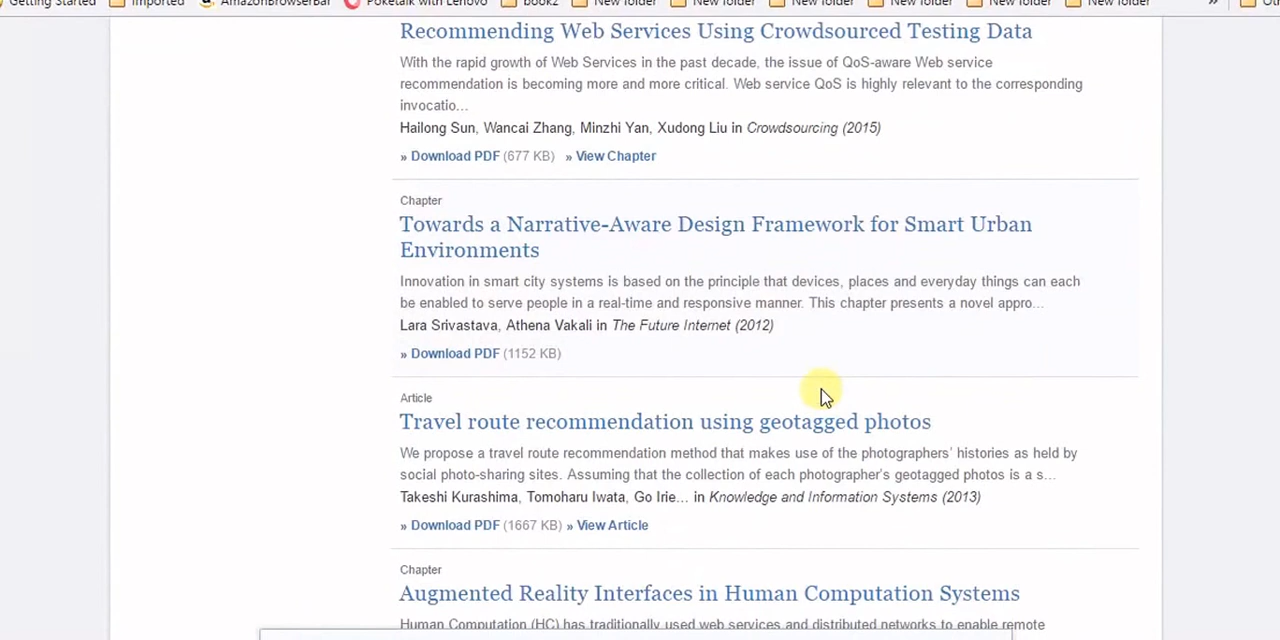 Getting Started Imported AmazonBrowserBar Poketalk with Lenovo book2 New folder New folder New folder New folder New folder New folder »
Recommending Web Services Using Crowdsourced Testing Data
With the rapid growth of Web Services in the past decade, the issue of QoS-aware Web service
recommendation is becoming more and more critical. Web service QoS is highly relevant to the corresponding
invocatio...
Hailong Sun, Wancai Zhang, Minzhi Yan, Xudong Liu in Crowdsourcing (2015)
» Download PDF (677 KB) » View Chapter
Chapter
Towards a Narrative-Aware Design Framework for Smart Urban
Environments
Innovation in smart city systems is based on the principle that devices, places and everyday things can each
be enabled to serve people in a real-time and responsive manner. This chapter presents a novel appro...
Lara Srivastava, Athena Vakali in The Future Internet (2012)
» Download PDF (1152 KB)
Article
Travel route recommendation using geotagged photos
We propose a travel route recommendation method that makes use of the photographers' histories as held by
social photo-sharing sites. Assuming that the collection of each photographer's geotagged photos is a s...
Takeshi Kurashima, Tomoharu Iwata, Go Irie... in Knowledge and Information Systems (2013)
» Download PDF (1667 KB) » View Article
Chapter
Augmented Reality Interfaces in Human Computation Systems
Human Computation (HC) has traditionally used web services and distributed networks to enable remote